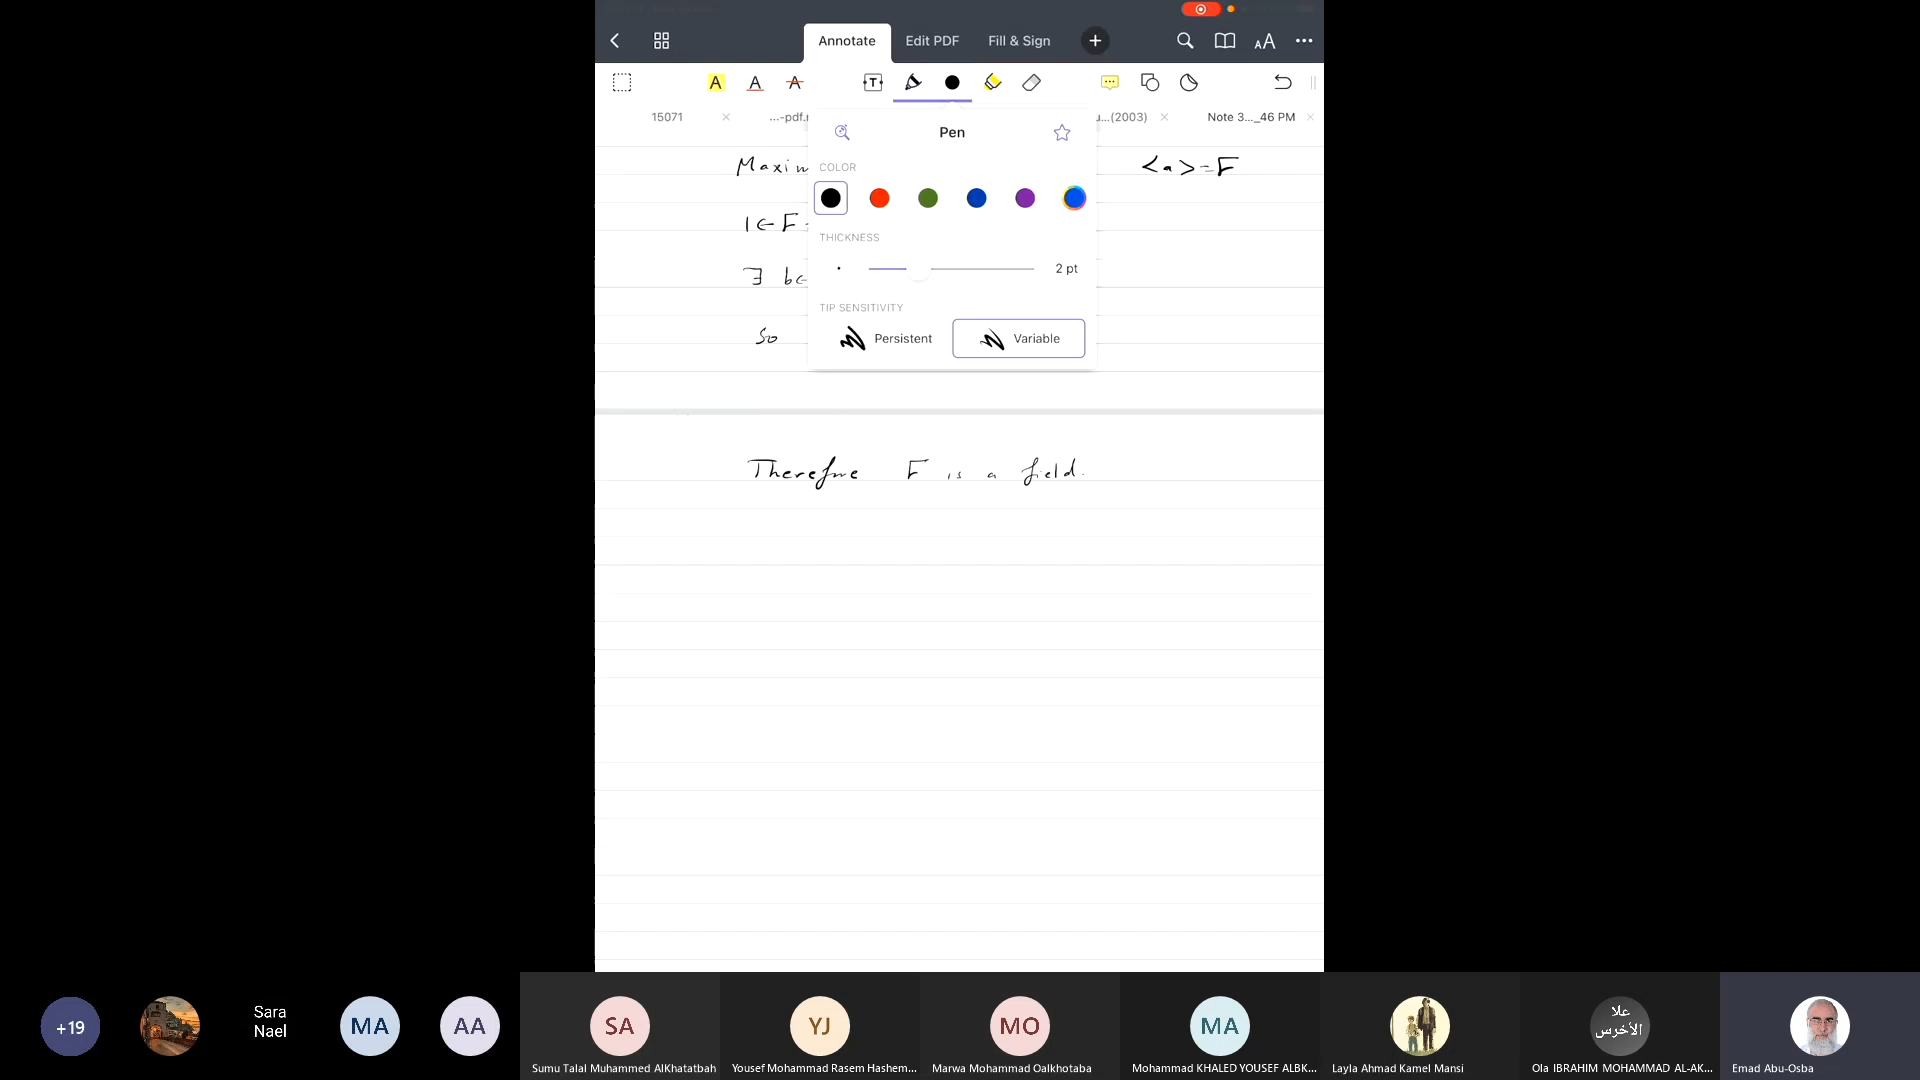 Annotate Edit PDF Fill & Sign + AA
A A A T
15071 ...-pdf.r u...(2003) Note 3..._46 PM
Pen
Maxim <a> = F
COLOR
1 ∈ F
THICKNESS
∃ b ∈
2 pt
TIP SENSITIVITY
So
Persistent Variable
Therefore F is a field.
+19
Sara
Nael
MA
AA
SA
YJ
MO
MA
علا
الأخرس
Sumu Talal Muhammed AlKhatatbah
Yousef Mohammad Rasem Hashem...
Marwa Mohammad Oalkhotaba
Mohammad KHALED YOUSEF ALBK...
Layla Ahmad Kamel Mansi
Ola IBRAHIM MOHAMMAD AL-AK...
Emad Abu-Osba